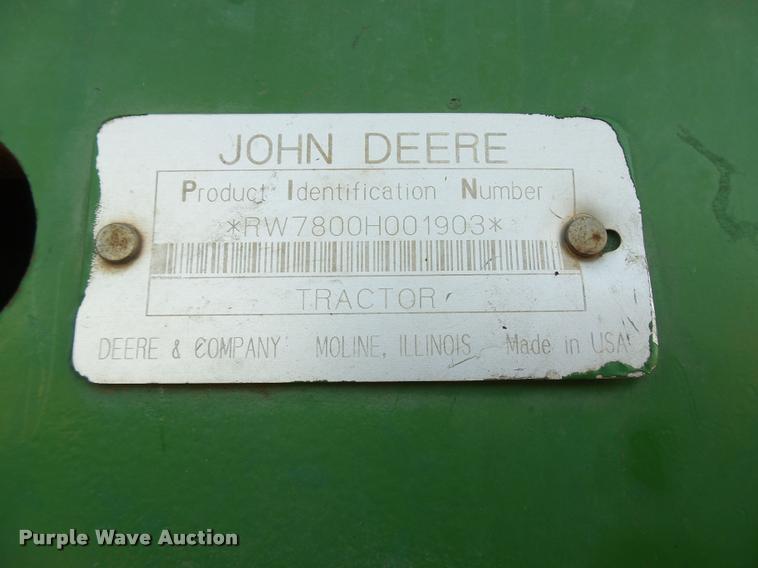 JOHN DEERE
Product Identification Number
*RW7800H001903*
TRACTOR
DEERE & COMPANY MOLINE, ILLINOIS Made in USA
Purple Wave Auction